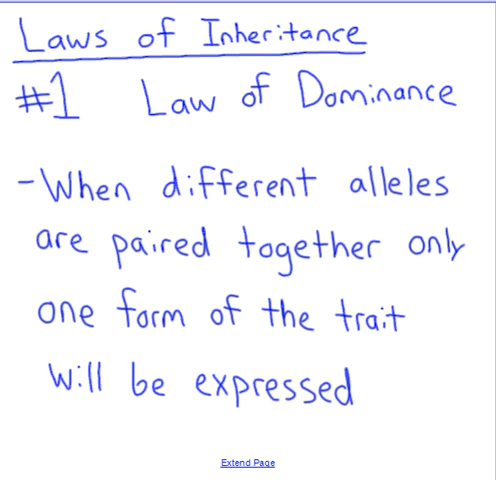 Laws of Inheritance
#1 Law of Dominance
- When different alleles
are paired together only
one form of the trait
will be expressed
Extend Page